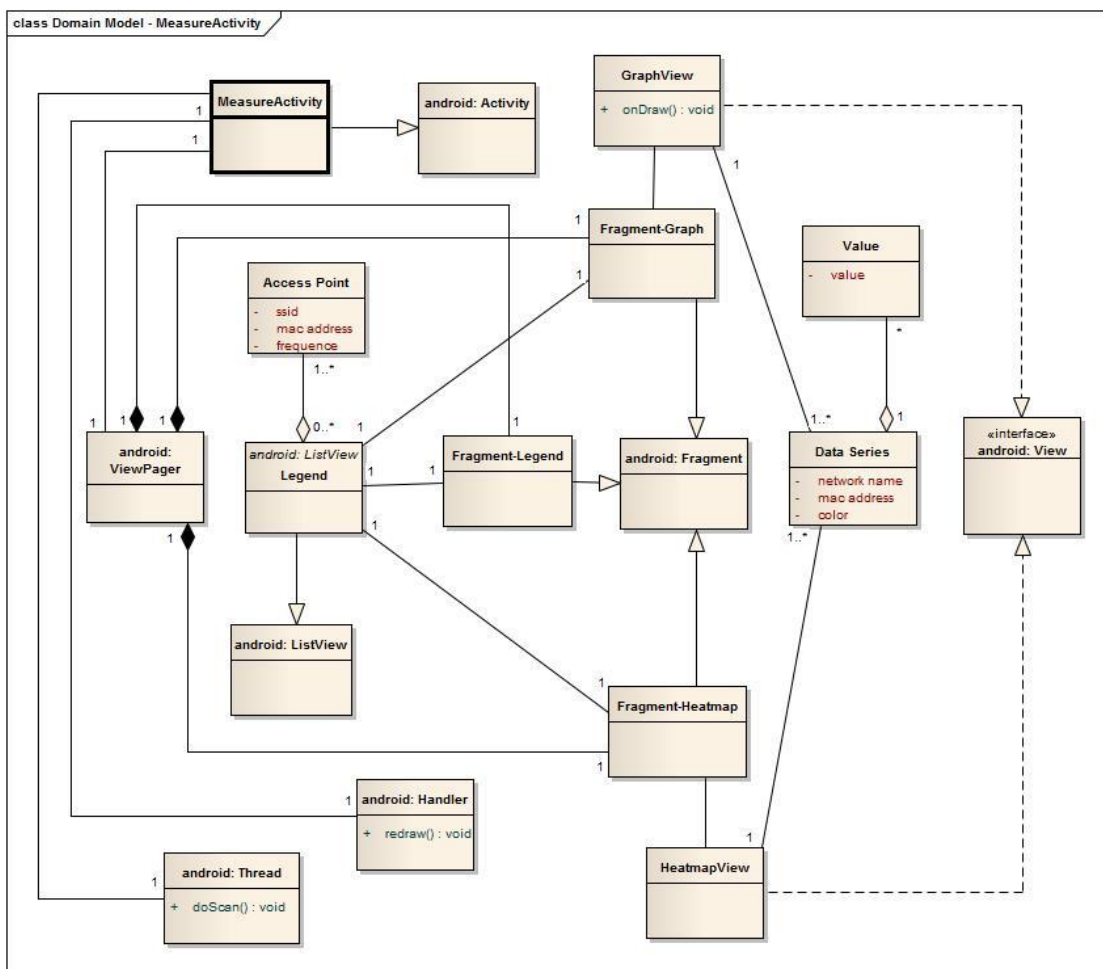 class Domain Model - MeasureActivity
MeasureActivity
android: Activity
GraphView
+ onDraw() : void
1
1
1
1
Fragment-Graph
1
1
Value
- value
*
Access Point
- ssid
- mac address
- frequence
1..*
0..*
1
1
1
1
android: ViewPager
1
android: ListView
Legend
1
1
1
1
Fragment-Legend
1
android: Fragment
1..*
1
Data Series
- network name
- mac address
- color
1..*
«interface»
android: View
android: ListView
1
Fragment-Heatmap
1
1
android: Handler
+ redraw() : void
1
HeatmapView
1
android: Thread
+ doScan() : void